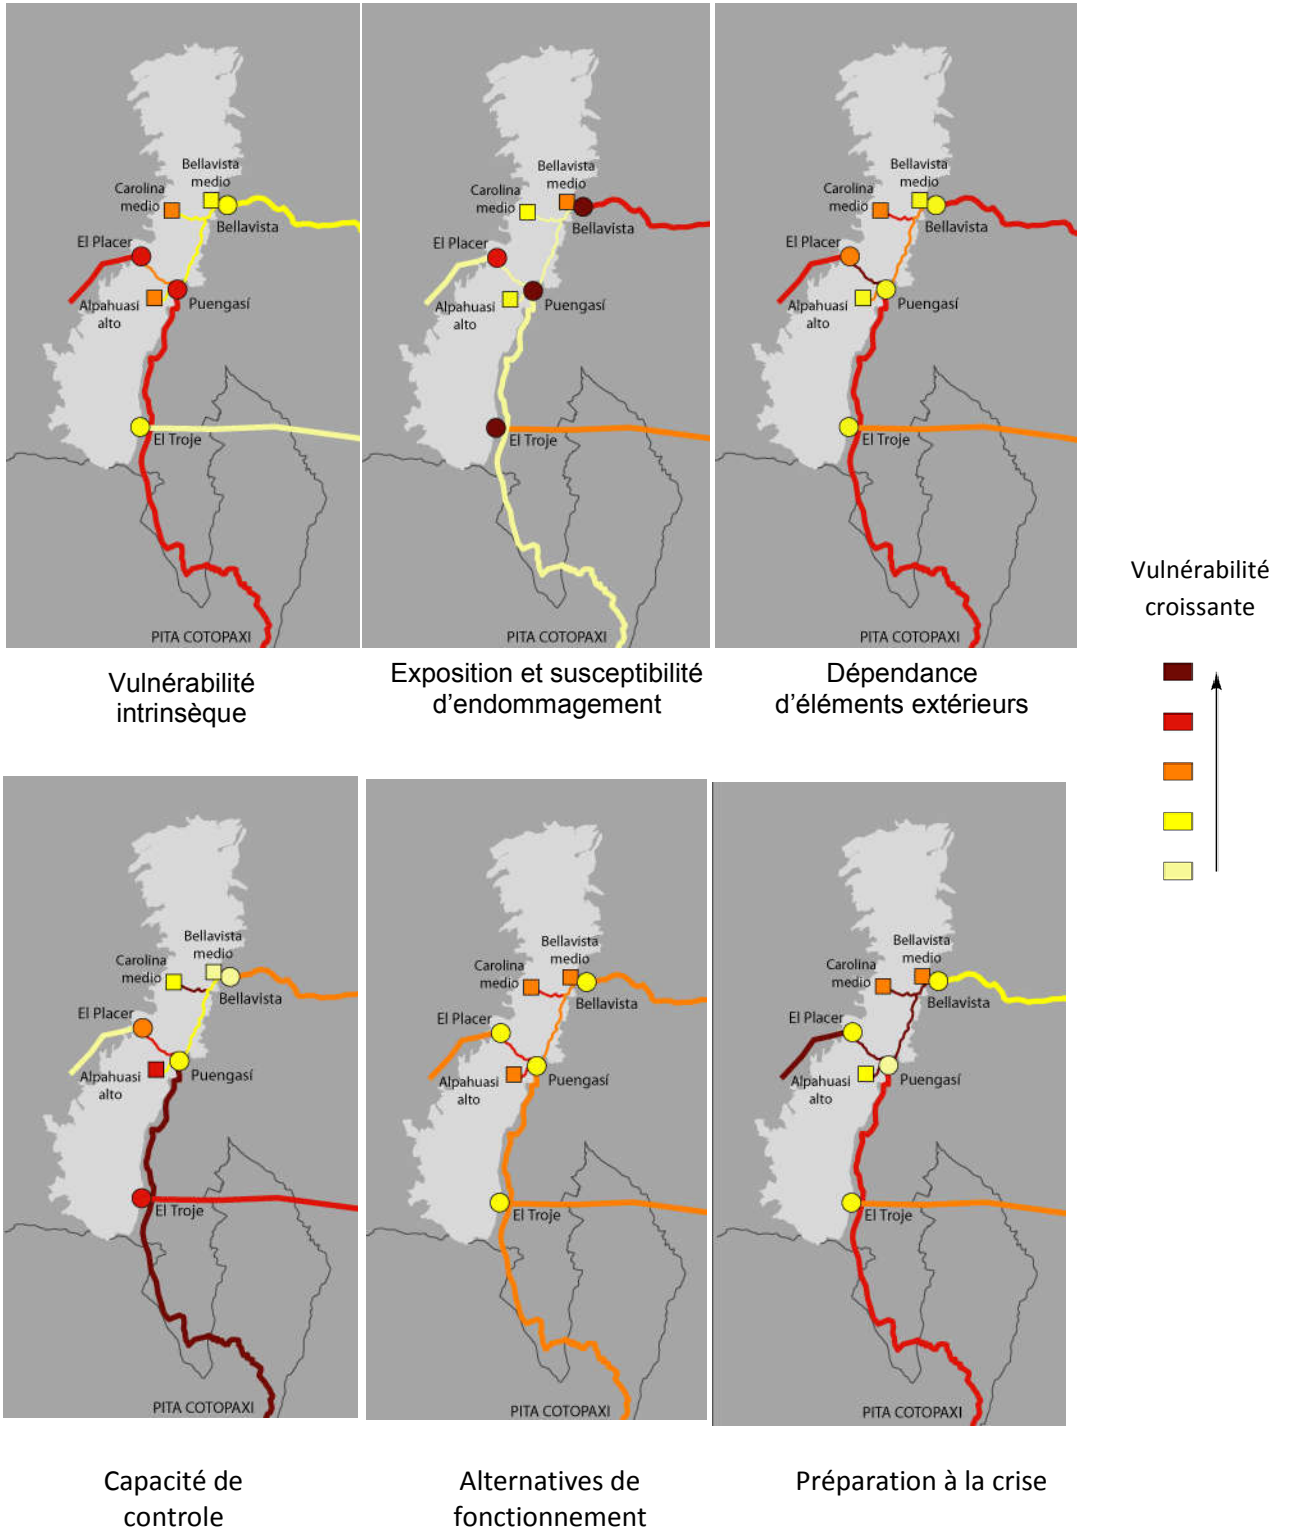 Bellavista
medio
Carolina
medio
Bellavista
El Placer
Alpahuasi
alto
Puengasí
El Troje
PITA COTOPAXI
Vulnérabilité
intrinsèque
Bellavista
medio
Carolina
medio
Bellavista
El Placer
Alpahuasi
alto
Puengasí
El Troje
PITA COTOPAXI
Exposition et susceptibilité
d'endommagement
Bellavista
medio
Carolina
medio
Bellavista
El Placer
Alpahuasi
alto
Puengasí
El Troje
PITA COTOPAXI
Dépendance
d'éléments extérieurs
Vulnérabilité
croissante
Bellavista
medio
Carolina
medio
Bellavista
El Placer
Alpahuasi
alto
Puengasí
El Troje
PITA COTOPAXI
Capacité de
controle
Bellavista
medio
Carolina
medio
Bellavista
El Placer
Alpahuasi
alto
Puengasí
El Troje
PITA COTOPAXI
Alternatives de
fonctionnement
Bellavista
medio
Carolina
medio
Bellavista
El Placer
Alpahuasi
alto
Puengasí
El Troje
PITA COTOPAXI
Préparation à la crise